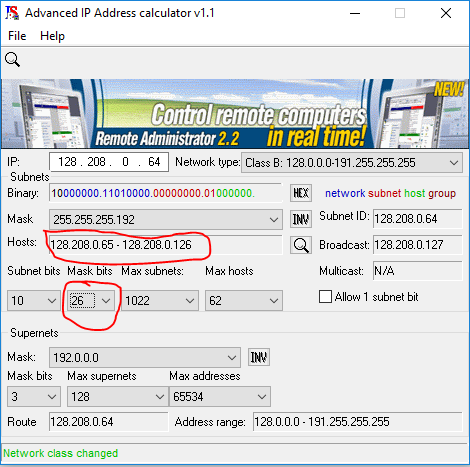 Advanced IP Address calculator v1.1
File Help
NEW!
Control remote computers
Remote Administrator 2.2 in real time!
IP: 128 . 208 . 0 . 64 Network type: Class B: 128.0.0.0-191.255.255.255
Subnets
Binary: 10000000.11010000.00000000.01000000. HEX network subnet host group
Mask 255.255.255.192 INV Subnet ID: 128.208.0.64
Hosts: 128.208.0.65 - 128.208.0.126 Broadcast: 128.208.0.127
Subnet bits Mask bits Max subnets: Max hosts Multicast: N/A
10 26 1022 62 Allow 1 subnet bit
Supernets
Mask: 192.0.0.0 INV
Mask bits Max supernets Max addresses
3 128 65534
Route 128.208.0.64 Address range: 128.0.0.0 - 191.255.255.255
Network class changed